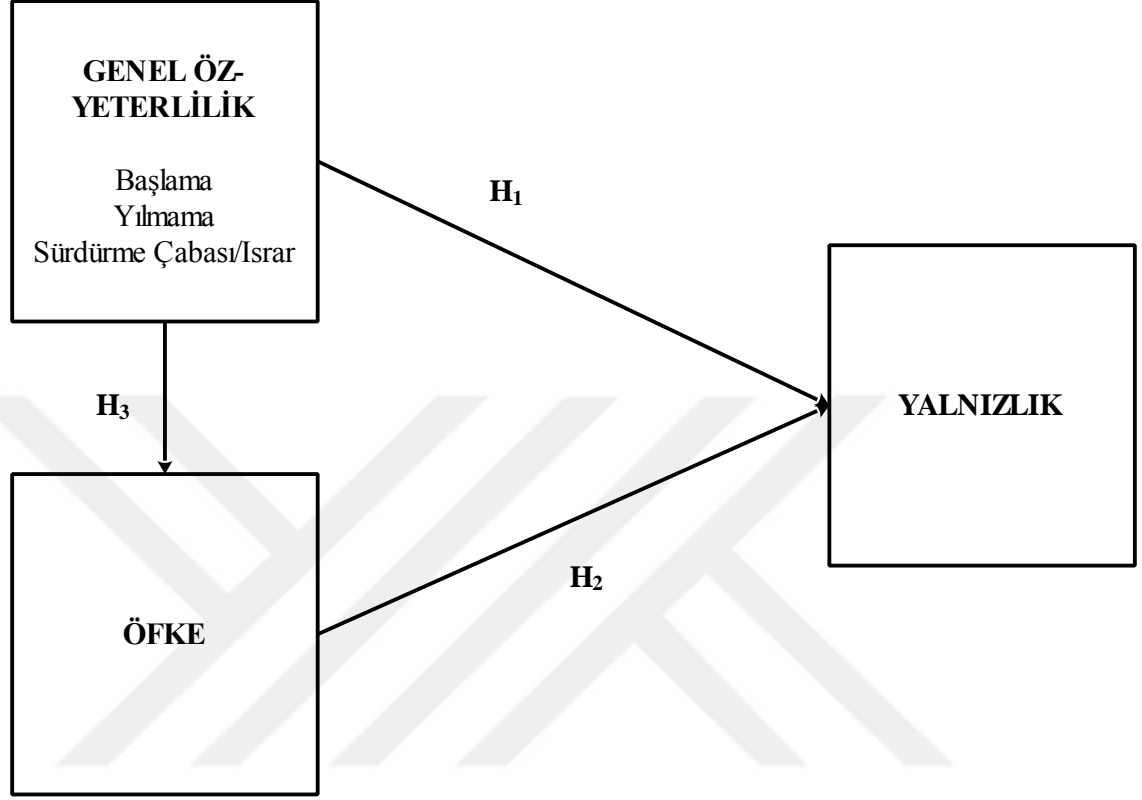 GENEL ÖZ-
YETERLİLİK
Başlama
Yılmama
Sürdürme Çabası/Israr
H₁
YALNIZLIK
H₃
H₂
ÖFKE